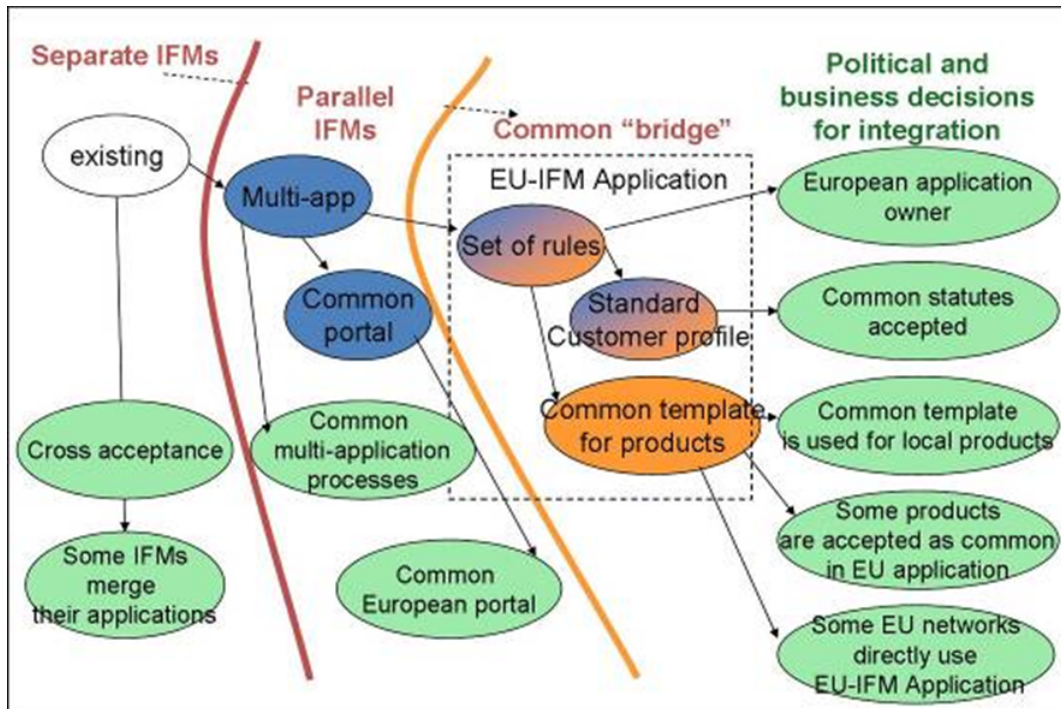 Separate IFMs
Parallel
IFMs
Common “bridge”
Political and
business decisions
for integration
existing
Multi-app
Common
portal
Cross acceptance
Some IFMs
merge
their applications
Common
multi-application
processes
Common
European portal
EU-IFM Application
Set of rules
Standard
Customer profile
Common template
for products
European application
owner
Common statutes
accepted
Common template
is used for local products
Some products
are accepted as common
in EU application
Some EU networks
directly use
EU-IFM Application